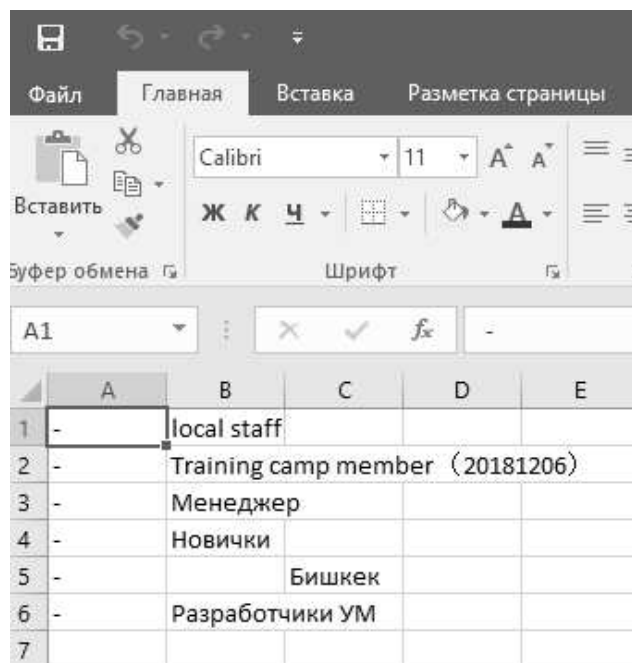 Файл Главная Вставка Разметка страницы
Вставить
Calibri 11 A A
Ж К Ч A
Буфер обмена Шрифт
A1 fx -
A B C D E
1 - local staff
2 - Training camp member（20181206）
3 - Менеджер
4 - Новички
5 - Бишкек
6 - Разработчики УМ
7